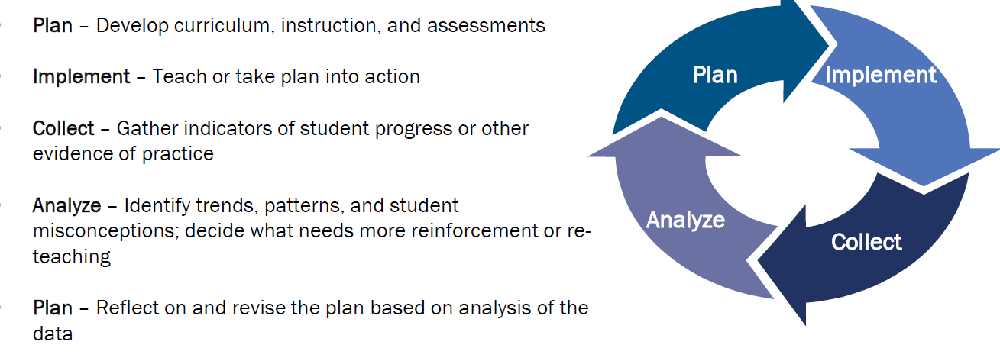 Plan – Develop curriculum, instruction, and assessments
Implement – Teach or take plan into action
Collect – Gather indicators of student progress or other
evidence of practice
Analyze – Identify trends, patterns, and student
misconceptions; decide what needs more reinforcement or re-
teaching
Plan – Reflect on and revise the plan based on analysis of the
data
Plan
Implement
Collect
Analyze